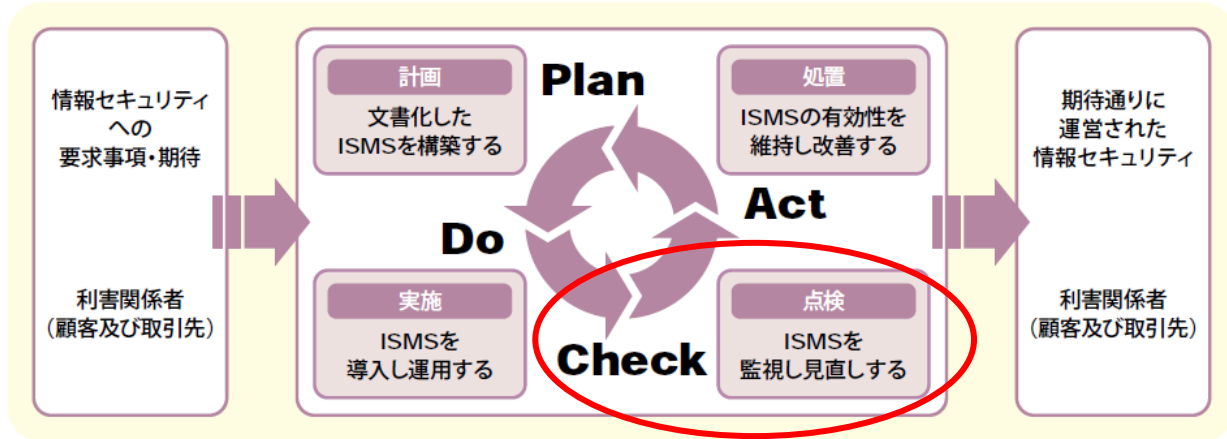 情報セキュリティ
への
要求事項・期待
利害関係者
（顧客及び取引先）
計画
文書化した
ISMSを構築する
Plan
処置
ISMSの有効性を
維持し改善する
Act
Do
実施
ISMSを
導入し運用する
Check
点検
ISMSを
監視し見直しする
期待通りに
運営された
情報セキュリティ
利害関係者
（顧客及び取引先）